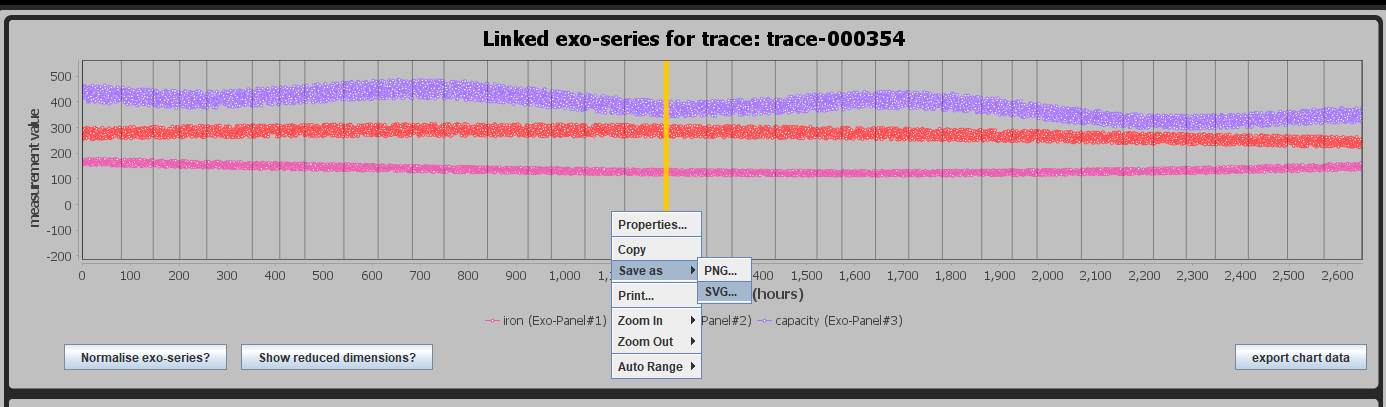 Linked exo-series for trace: trace-000354
measurement value
500
400
300
200
100
0
-100
-200
0 100 200 300 400 500 600 700 800 900 1,000 400 1,500 1,600 1,700 1,800 1,900 2,000 2,100 2,200 2,300 2,400 2,500 2,600
(hours)
iron (Exo-Panel#1) Panel#2) capacity (Exo-Panel#3)
Properties...
Copy
Save as
PNG...
SVG...
Print...
Zoom In
Zoom Out
Auto Range
Normalise exo-series? Show reduced dimensions? export chart data